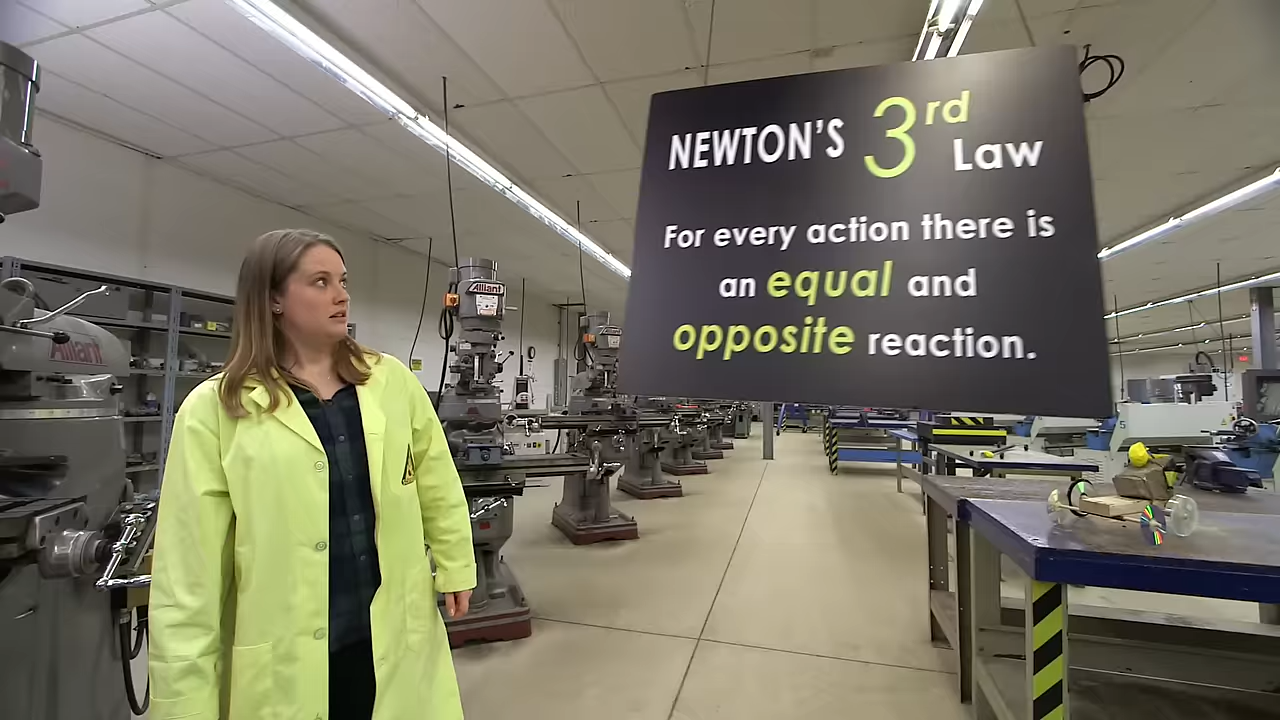 NEWTON'S 3rd Law
For every action there is
an equal and
opposite reaction.
Alliant
Alliant